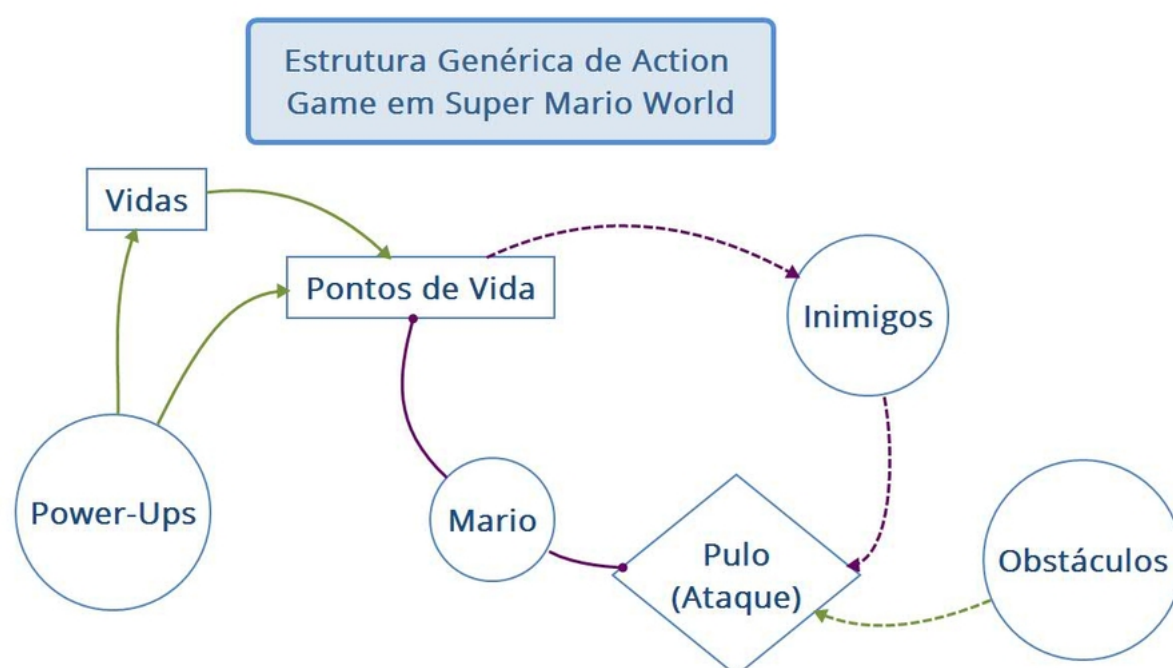 Estrutura Genérica de Action
Game em Super Mario World
Vidas
Pontos de Vida
Inimigos
Power-Ups
Mario
Pulo
(Ataque)
Obstáculos